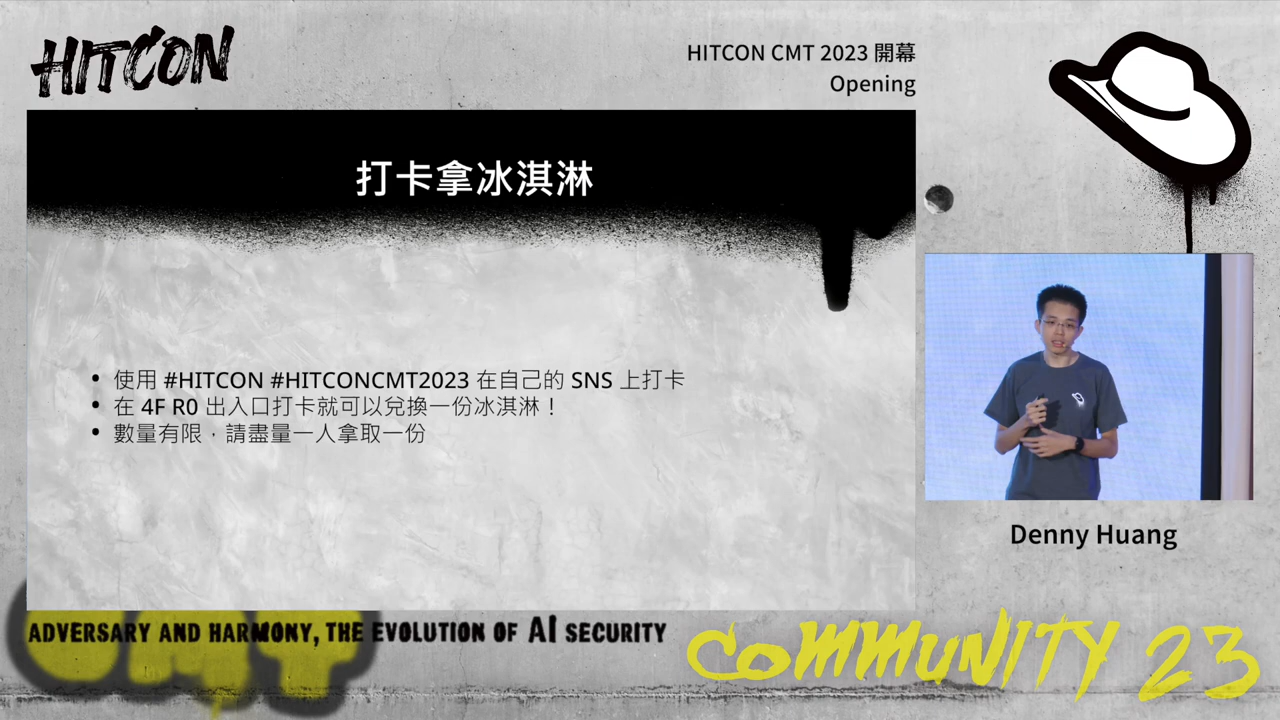 HITCON
HITCON CMT 2023 開幕
Opening
打卡拿冰淇淋
• 使用 #HITCON #HITCONCMT2023 在自己的 SNS 上打卡
• 在 4F R0 出入口打卡就可以兌換一份冰淇淋！
• 數量有限，請盡量一人拿取一份
Denny Huang
CMT
ADVERSARY AND HARMONY, THE EVOLUTION OF AI SECURITY
COMMUNITY 23